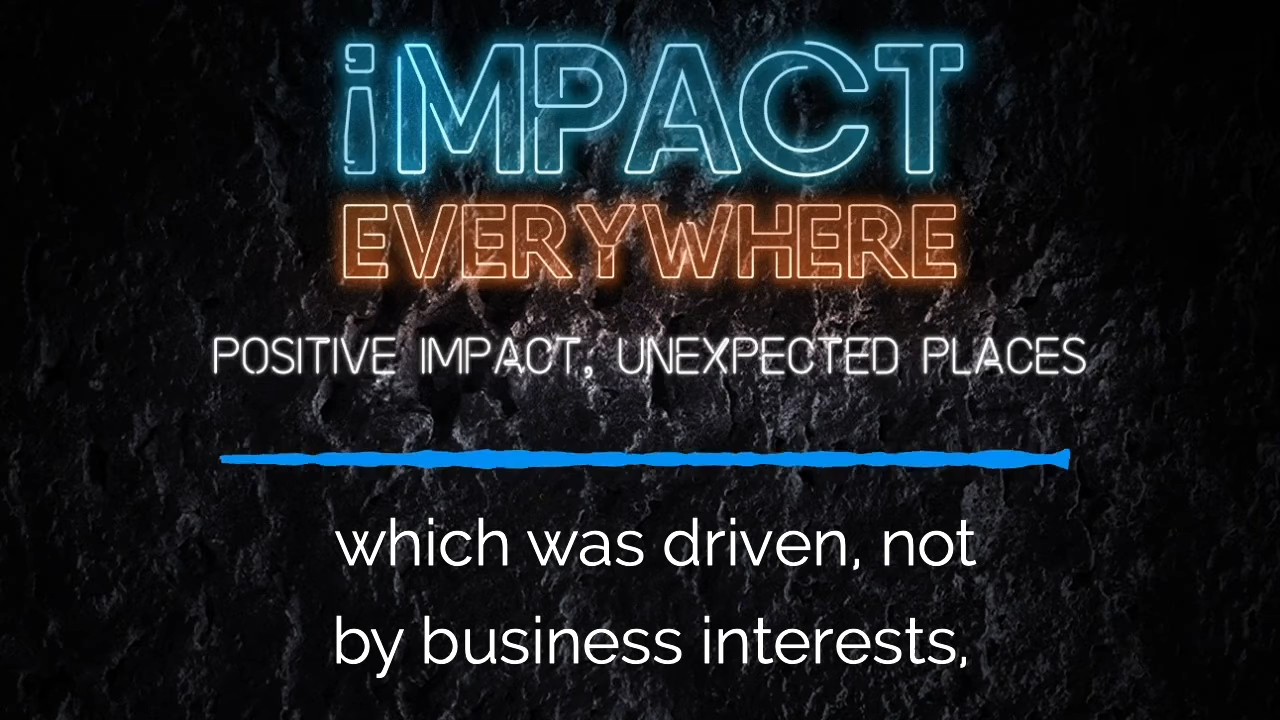 iMPACT
EVERYWHERE
POSITIVE IMPACT, UNEXPECTED PLACES
which was driven, not
by business interests,